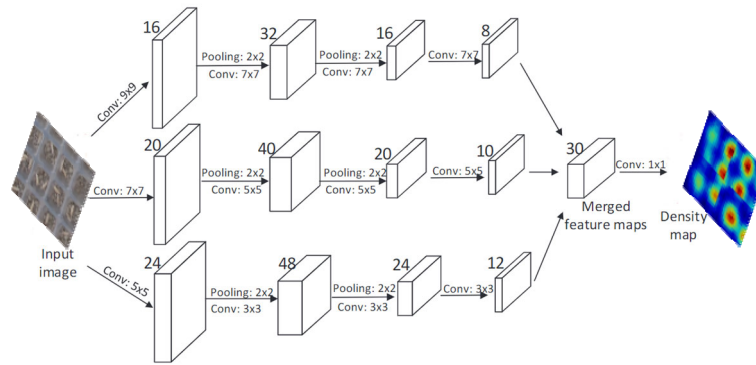 16
32
16
8
Pooling: 2x2
Conv: 7x7
Pooling: 2x2
Conv: 7x7
Conv: 7x7
Conv: 9x9
20
40
20
10
30
Conv: 7x7
Pooling: 2x2
Conv: 5x5
Pooling: 2x2
Conv: 5x5
Conv: 5x5
Conv: 1x1
Merged
feature maps
Density
map
Input
image
Conv: 5x5
24
48
24
12
Pooling: 2x2
Conv: 3x3
Pooling: 2x2
Conv: 3x3
Conv: 3x3